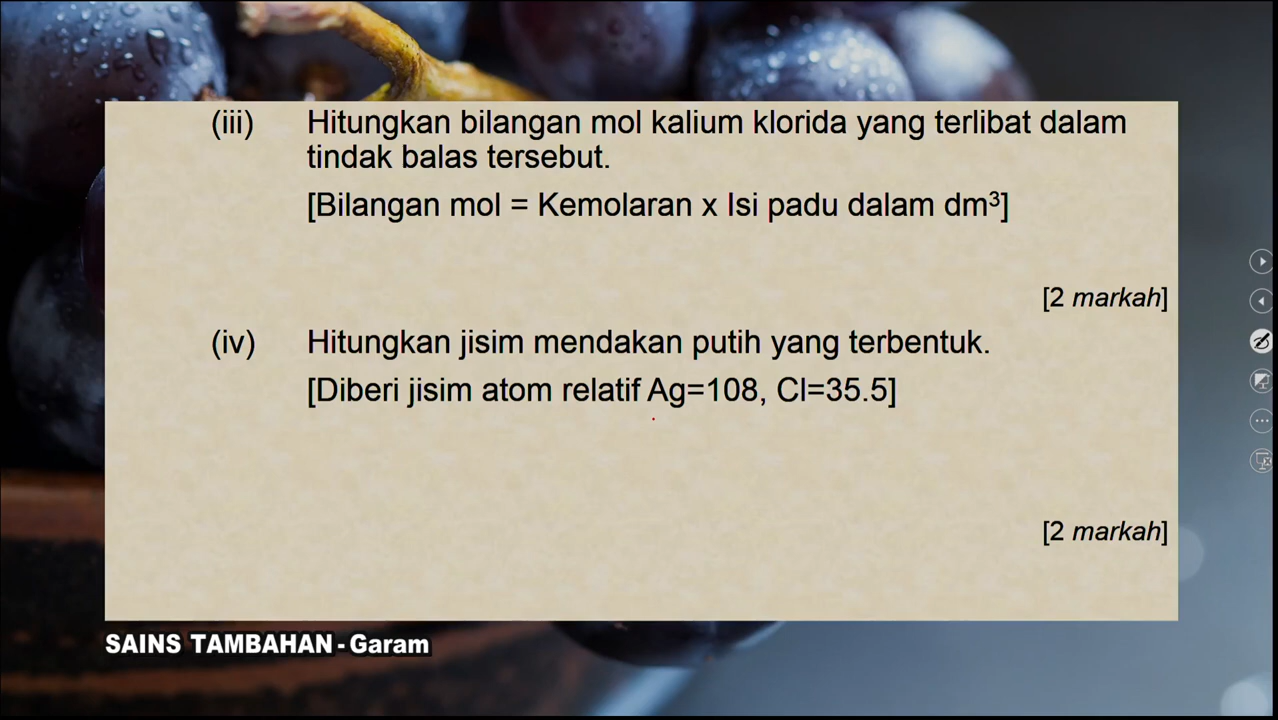 (iii) Hitungkan bilangan mol kalium klorida yang terlibat dalam
tindak balas tersebut.
[Bilangan mol = Kemolaran x Isi padu dalam dm³]
[2 markah]
(iv) Hitungkan jisim mendakan putih yang terbentuk.
[Diberi jisim atom relatif Ag=108, Cl=35.5]
[2 markah]
SAINS TAMBAHAN - Garam